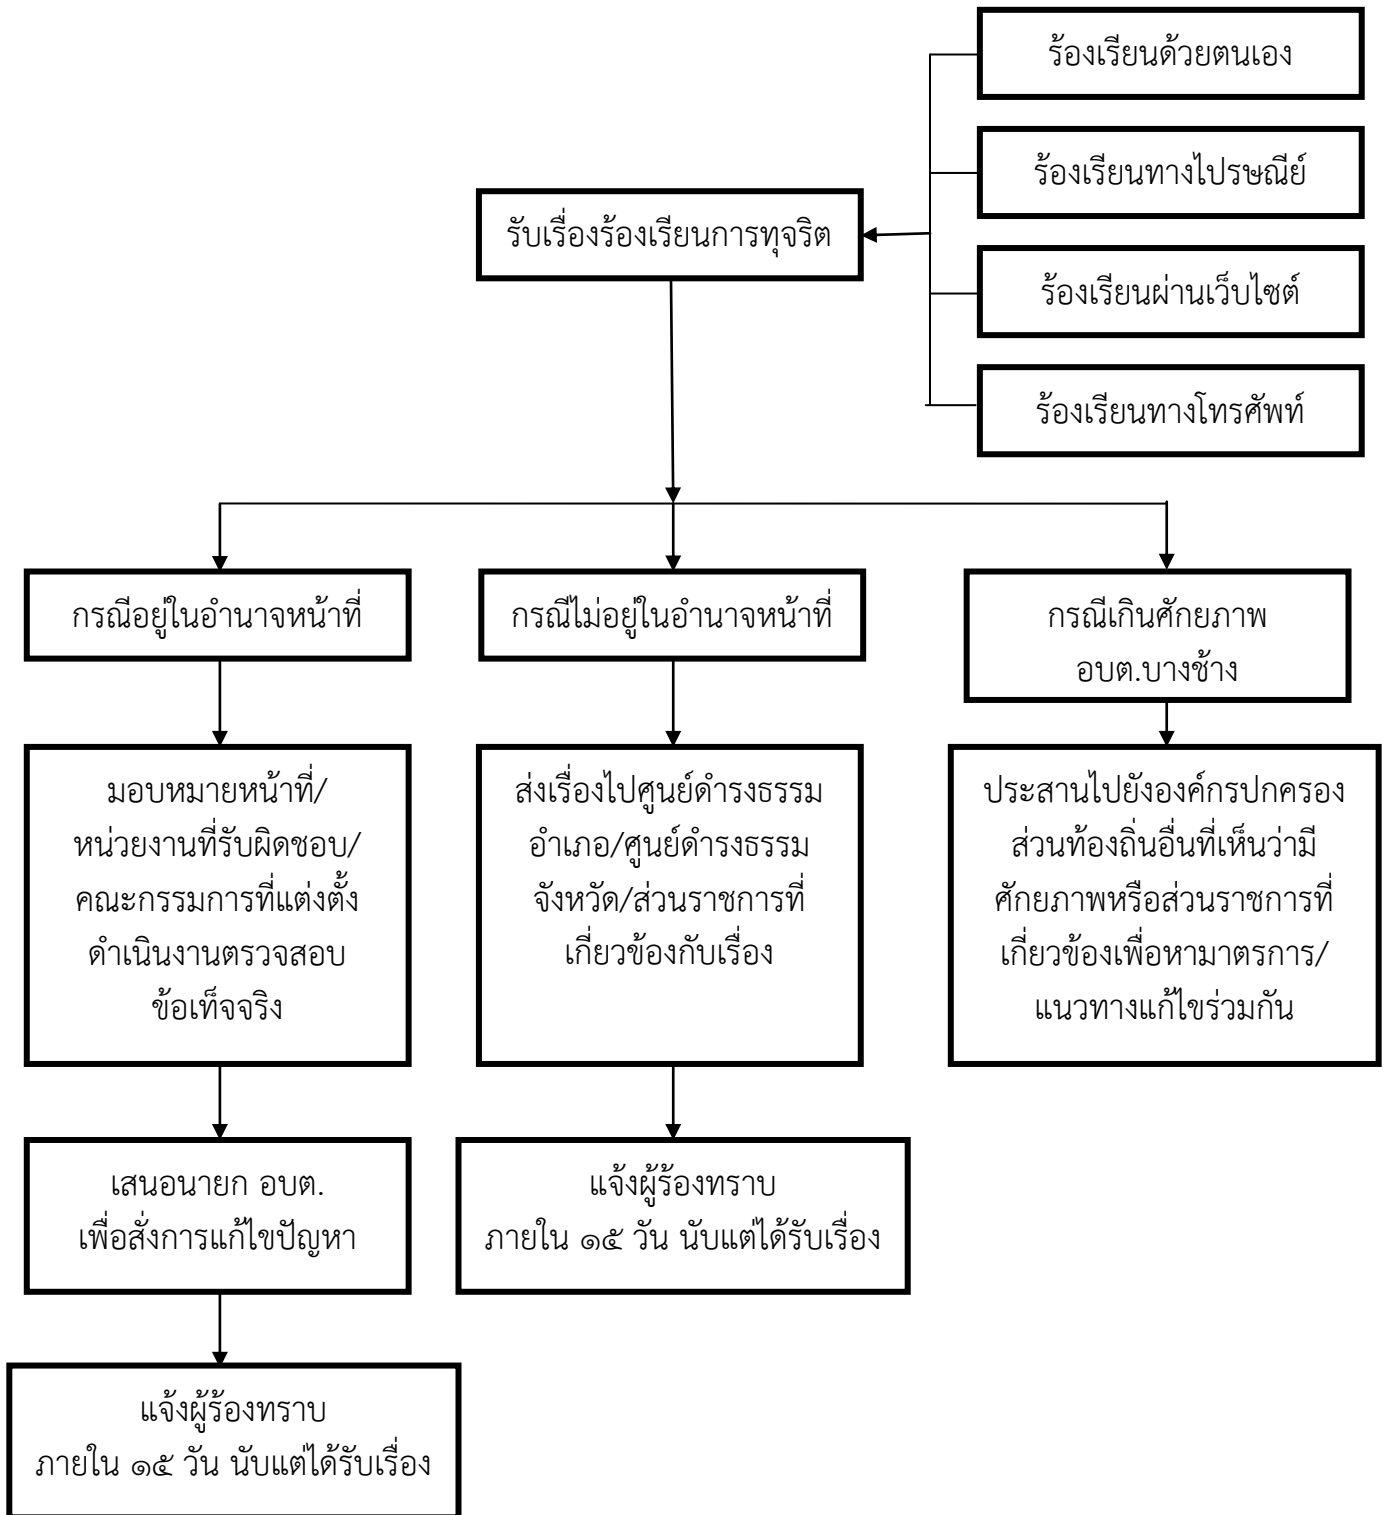 ร้องเรียนด้วยตนเอง
ร้องเรียนทางไปรษณีย์
รับเรื่องร้องเรียนการทุจริต
ร้องเรียนผ่านเว็บไซต์
ร้องเรียนทางโทรศัพท์
กรณีอยู่ในอำนาจหน้าที่
กรณีไม่อยู่ในอำนาจหน้าที่
กรณีเกินศักยภาพ
อบต.บางช้าง
มอบหมายหน้าที่/
หน่วยงานที่รับผิดชอบ/
คณะกรรมการที่แต่งตั้ง
ดำเนินงานตรวจสอบ
ข้อเท็จจริง
ส่งเรื่องไปศูนย์ดำรงธรรม
อำเภอ/ศูนย์ดำรงธรรม
จังหวัด/ส่วนราชการที่
เกี่ยวข้องกับเรื่อง
ประสานไปยังองค์กรปกครอง
ส่วนท้องถิ่นอื่นที่เห็นว่ามี
ศักยภาพหรือส่วนราชการที่
เกี่ยวข้องเพื่อหามาตรการ/
แนวทางแก้ไขร่วมกัน
เสนอนายก อบต.
เพื่อสั่งการแก้ไขปัญหา
แจ้งผู้ร้องทราบ
ภายใน ๑๕ วัน นับแต่ได้รับเรื่อง
แจ้งผู้ร้องทราบ
ภายใน ๑๕ วัน นับแต่ได้รับเรื่อง